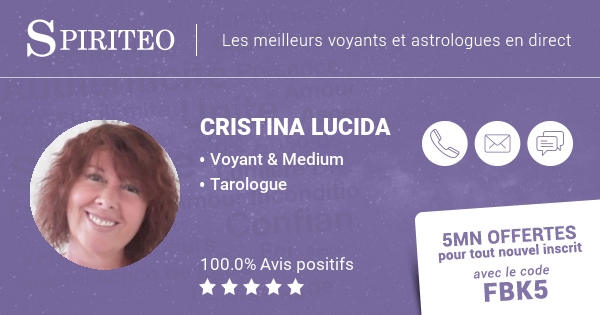 SPIRITEO
Les meilleurs voyants et astrologues en direct
CRISTINA LUCIDA
• Voyant & Medium
• Tarologue
100.0% Avis positifs
5MN OFFERTES
pour tout nouvel inscrit
avec le code
FBK5